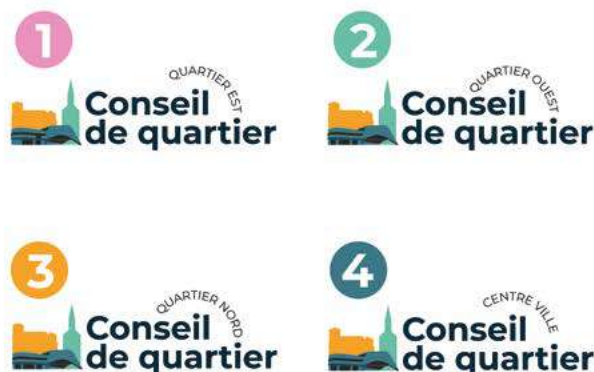 1
QUARTIER EST
Conseil
de quartier
2
QUARTIER OUEST
Conseil
de quartier
3
QUARTIER NORD
Conseil
de quartier
4
CENTRE VILLE
Conseil
de quartier